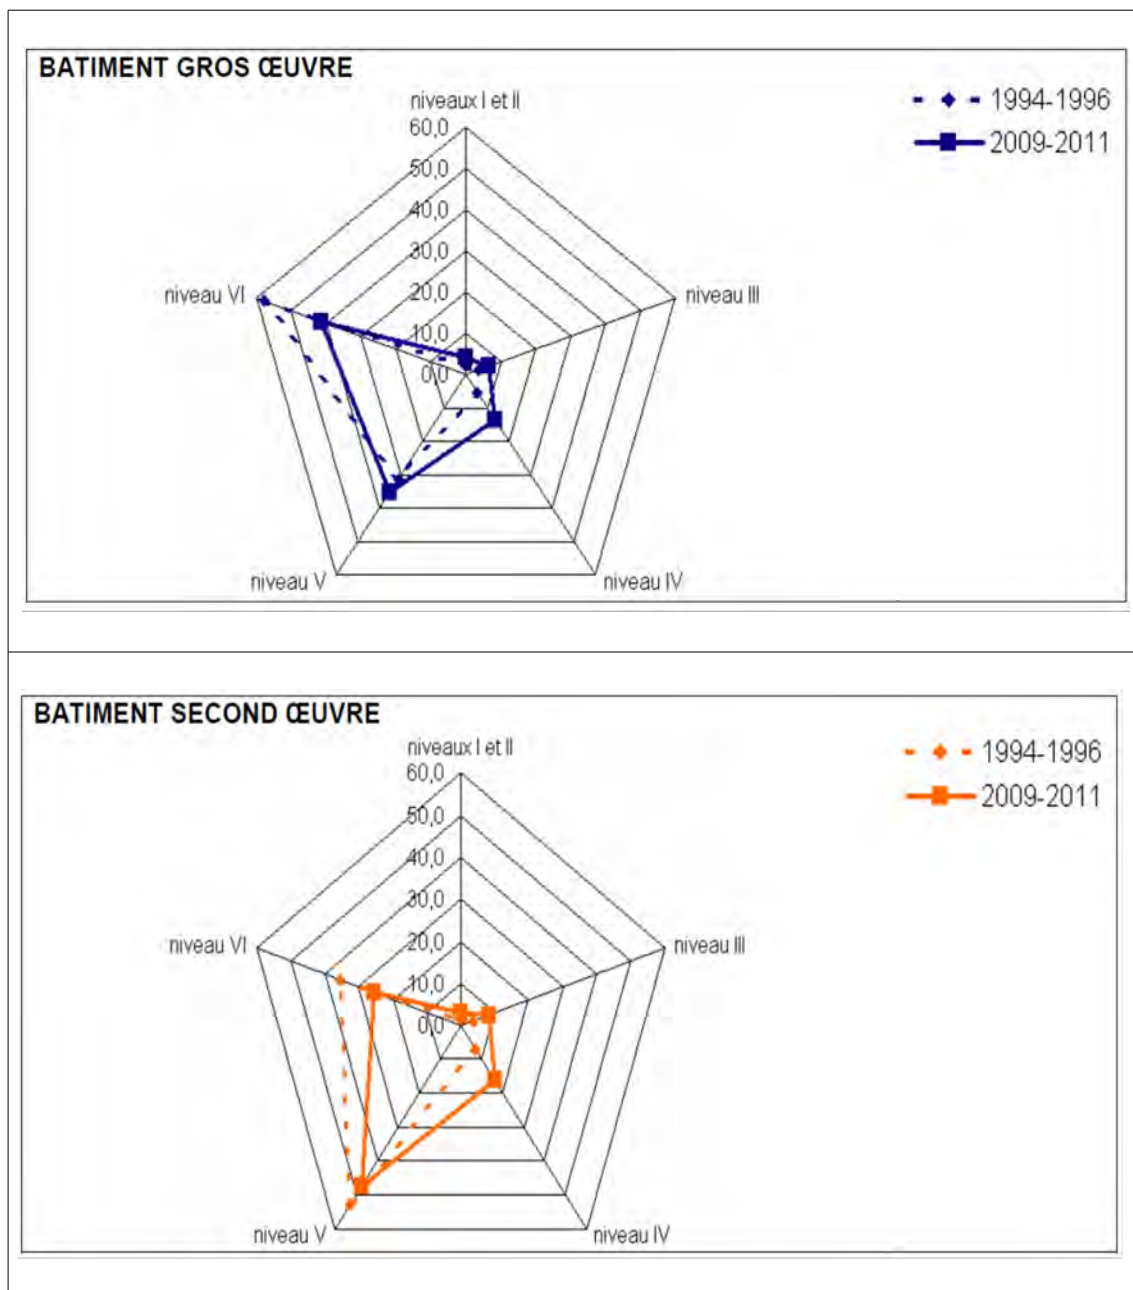 BATIMENT GROS ŒUVRE
1994-1996
2009-2011
niveaux I et II
60,0
50,0
40,0
30,0
20,0
10,0
0,0
niveau III
niveau IV
niveau V
niveau VI
BATIMENT SECOND ŒUVRE
1994-1996
2009-2011
niveaux I et II
60,0
50,0
40,0
30,0
20,0
10,0
0,0
niveau III
niveau IV
niveau V
niveau VI